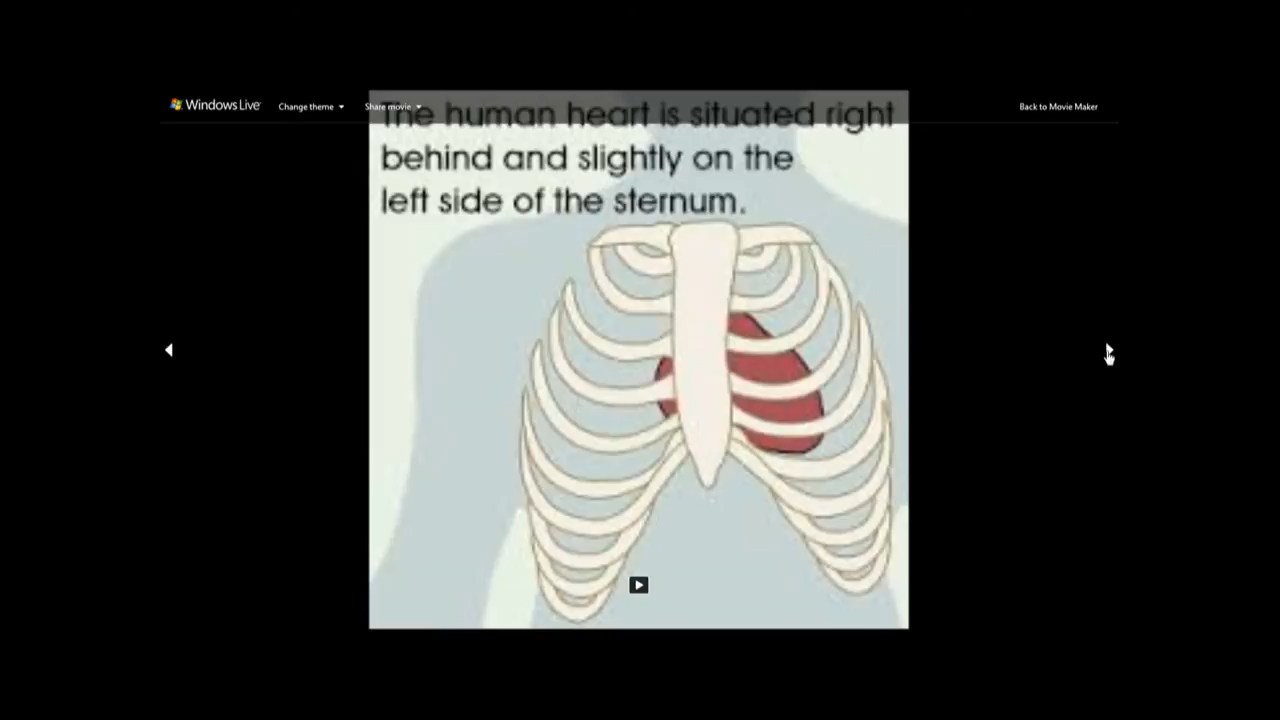 Windows Live
Change theme
Share movie
Back to Movie Maker
The human heart is situated right
behind and slightly on the
left side of the sternum.